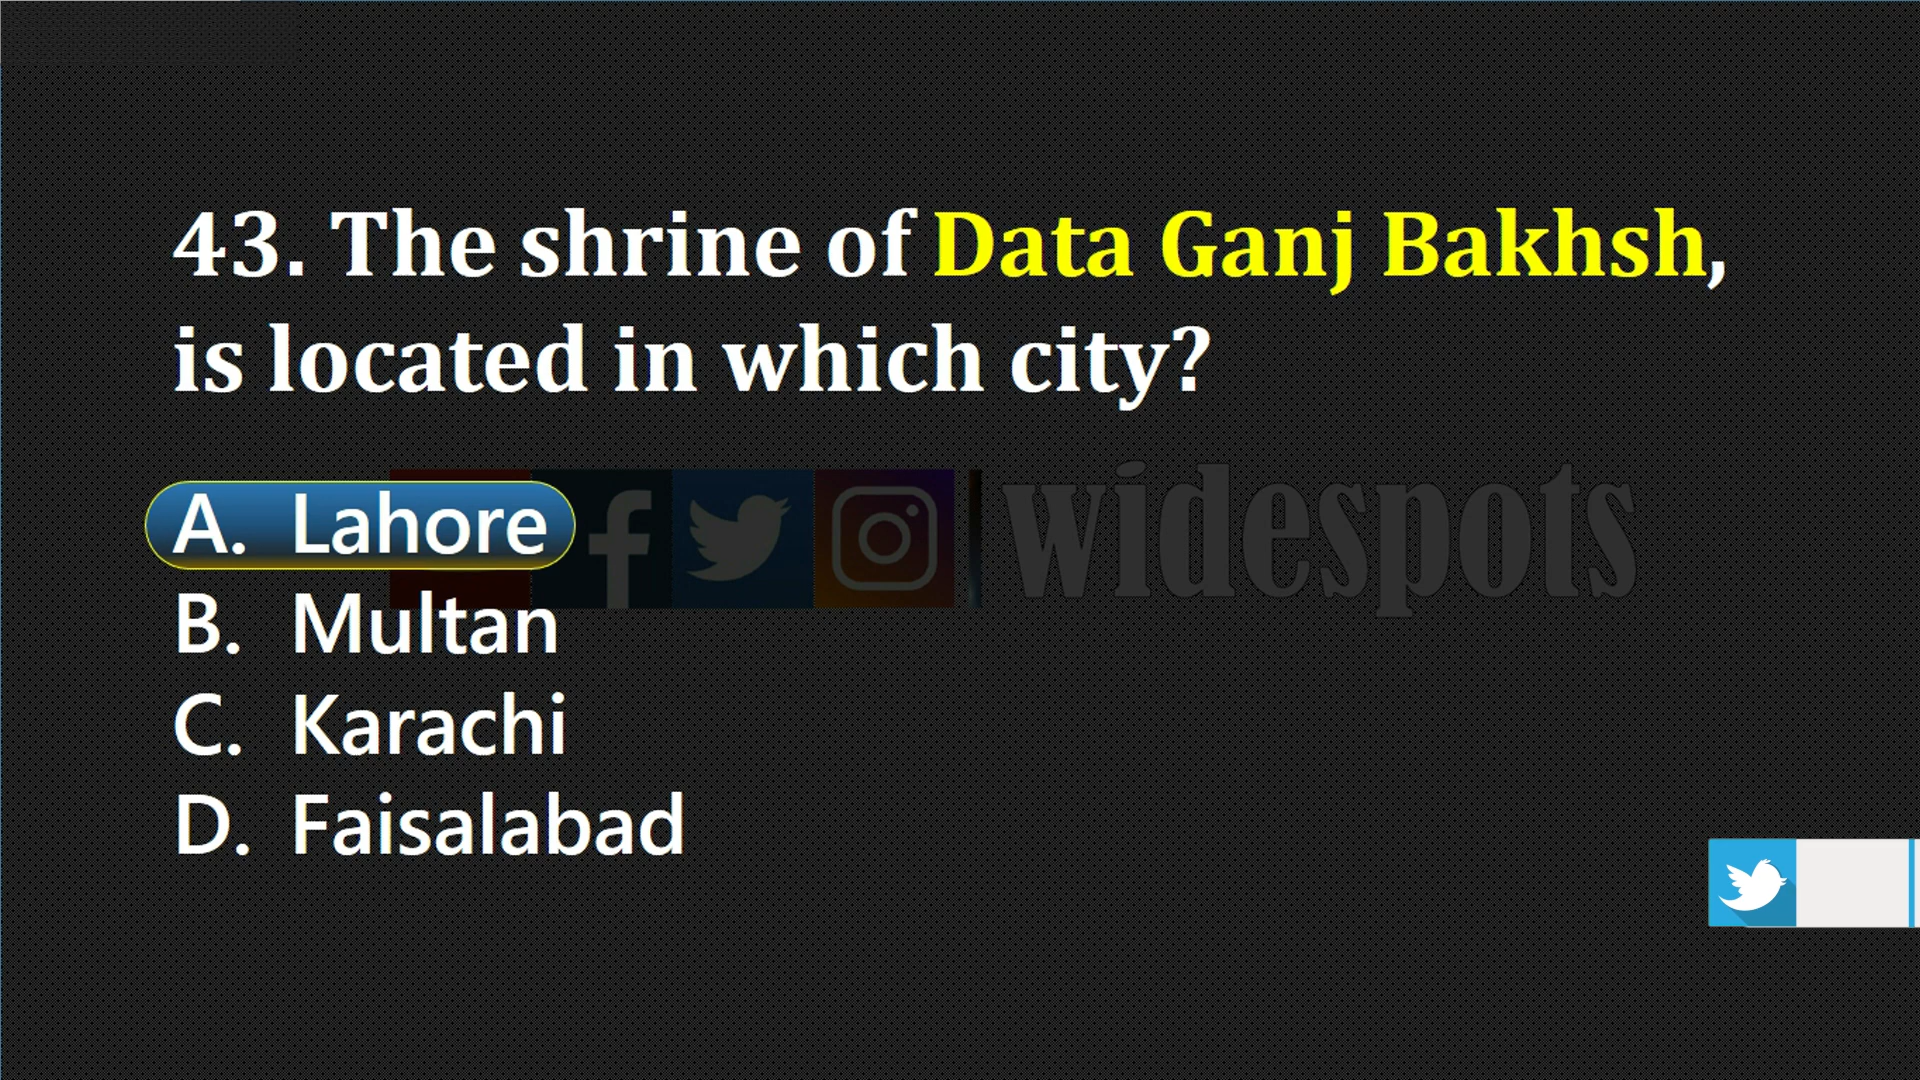 43. The shrine of Data Ganj Bakhsh,
is located in which city?
A. Lahore
B. Multan
C. Karachi
D. Faisalabad
widespots